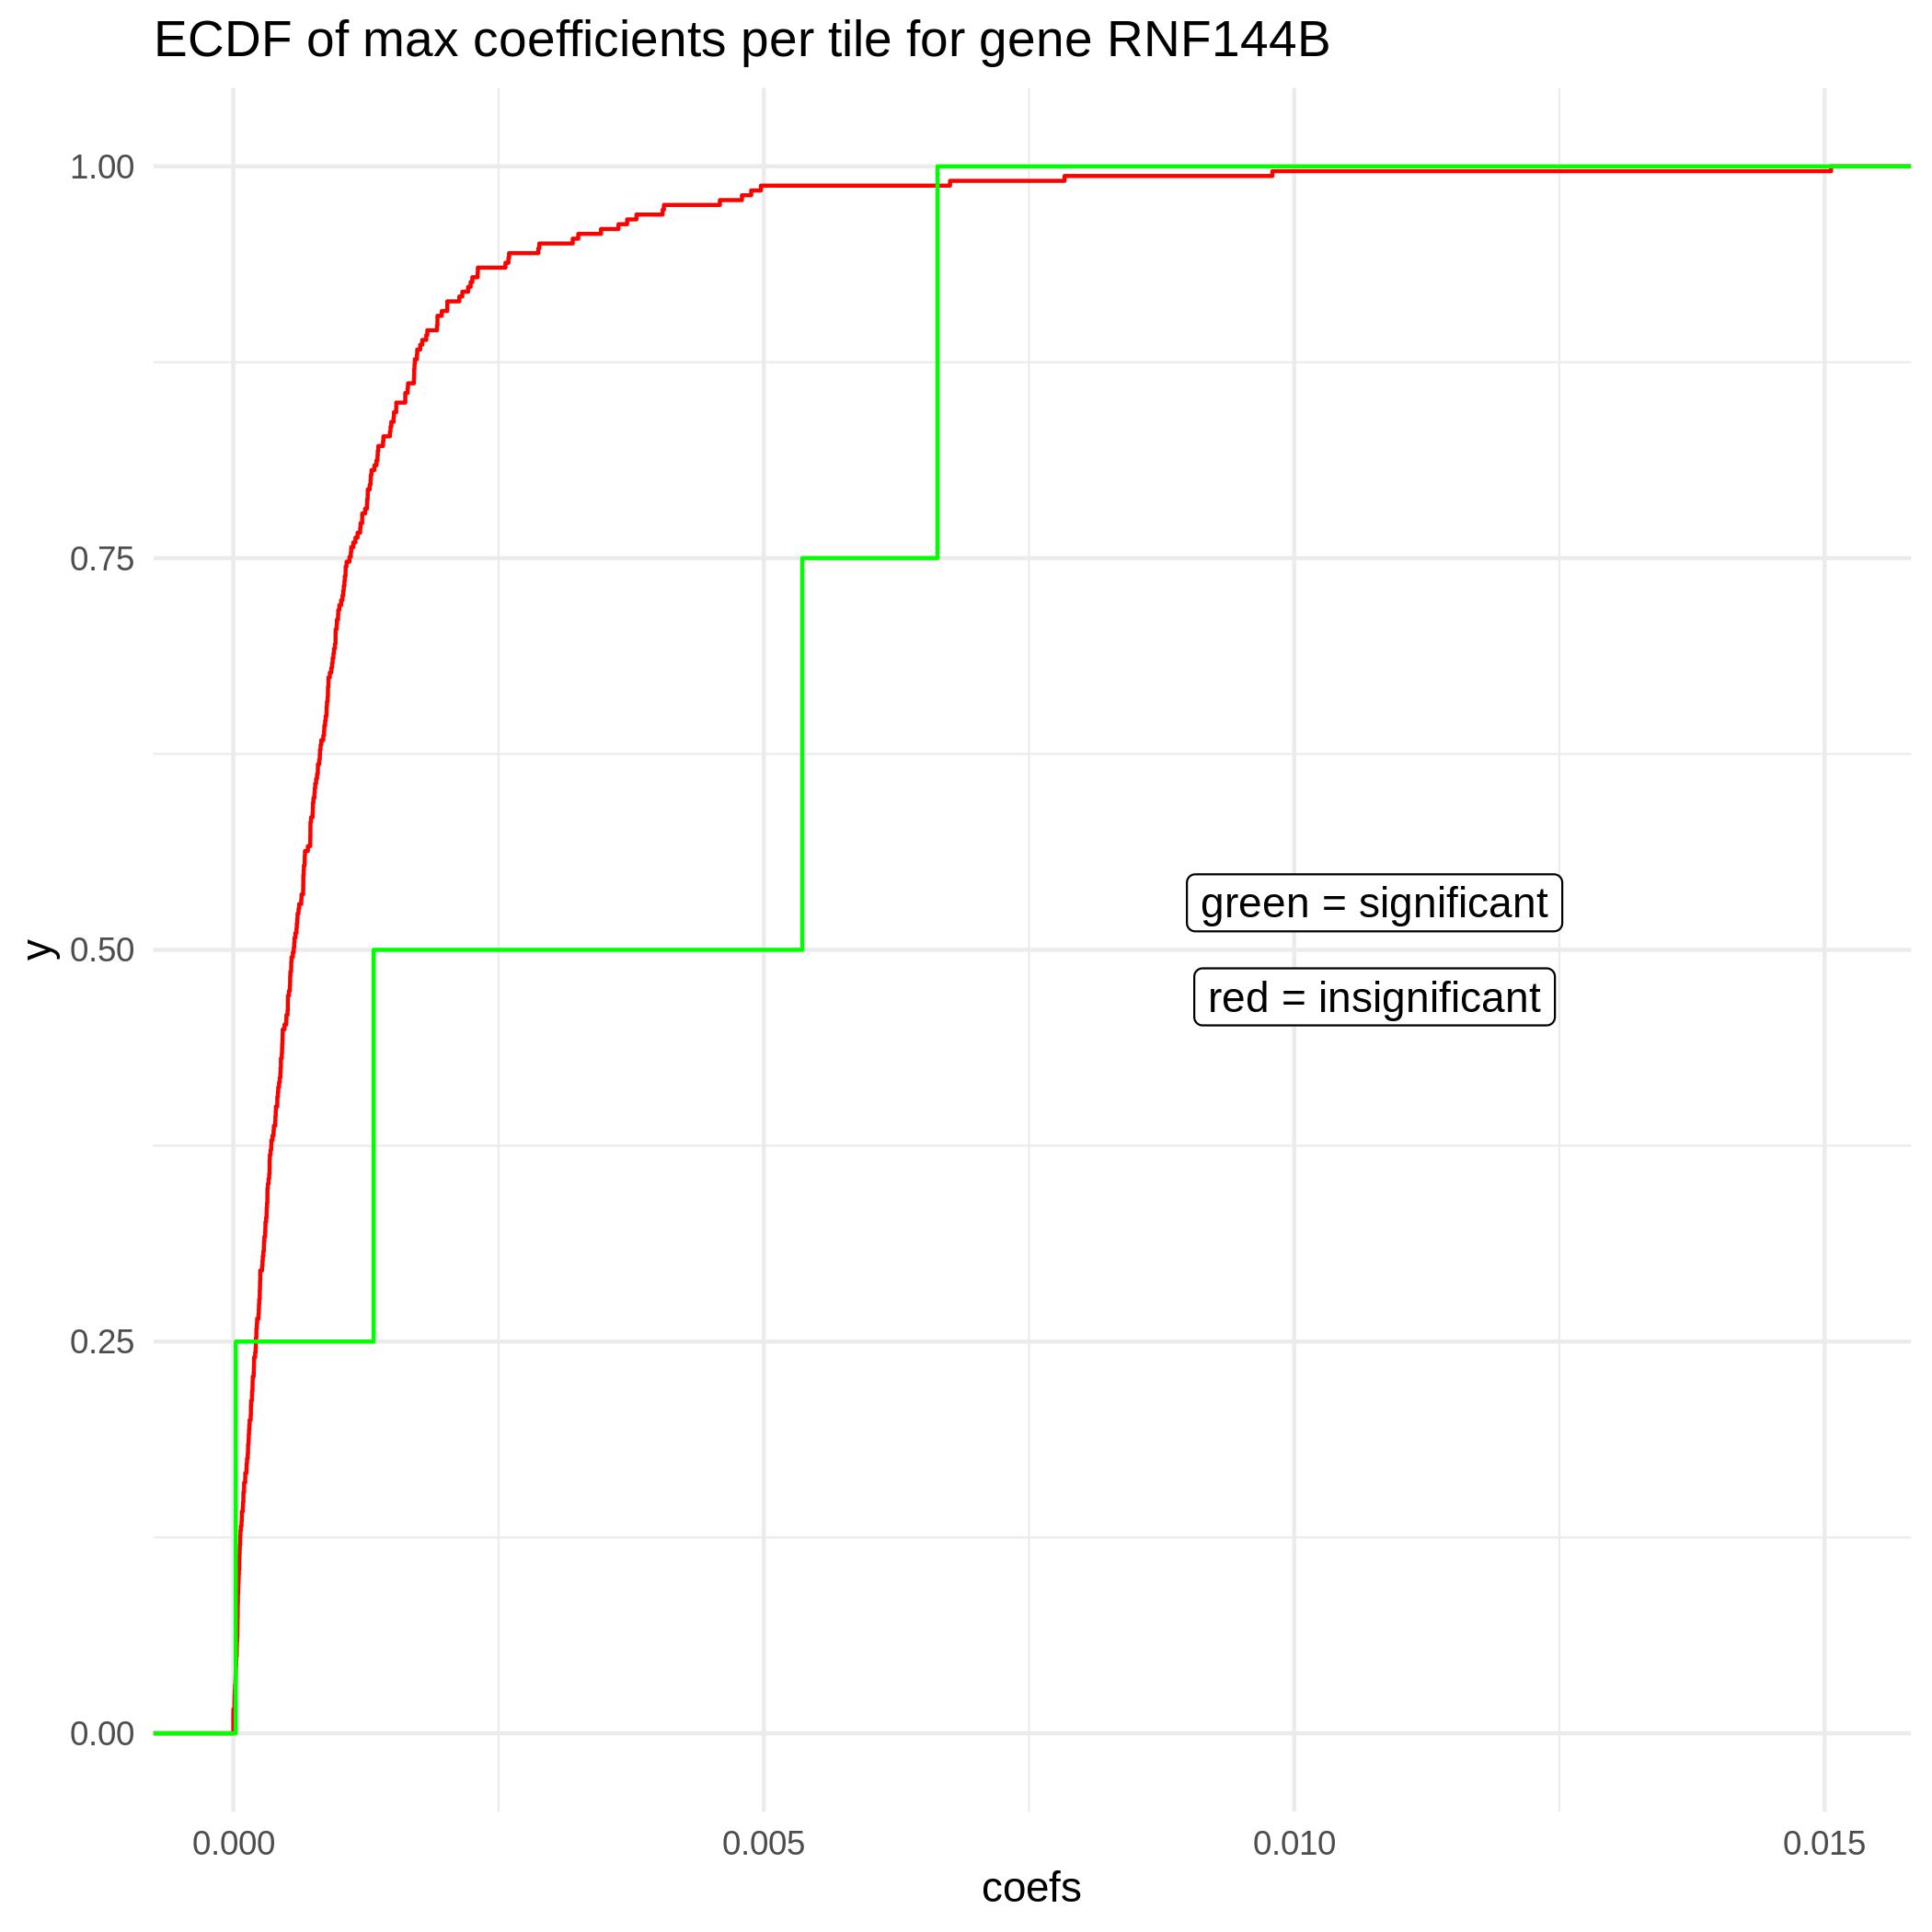 ECDF of max coefficients per tile for gene RNF144B
1.00
0.75
0.50
0.25
0.00
y
green = significant
red = insignificant
0.000
0.005
0.010
0.015
coefs